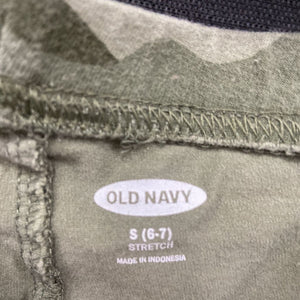 OLD NAVY
S (6-7)
STRETCH
MADE IN INDONESIA